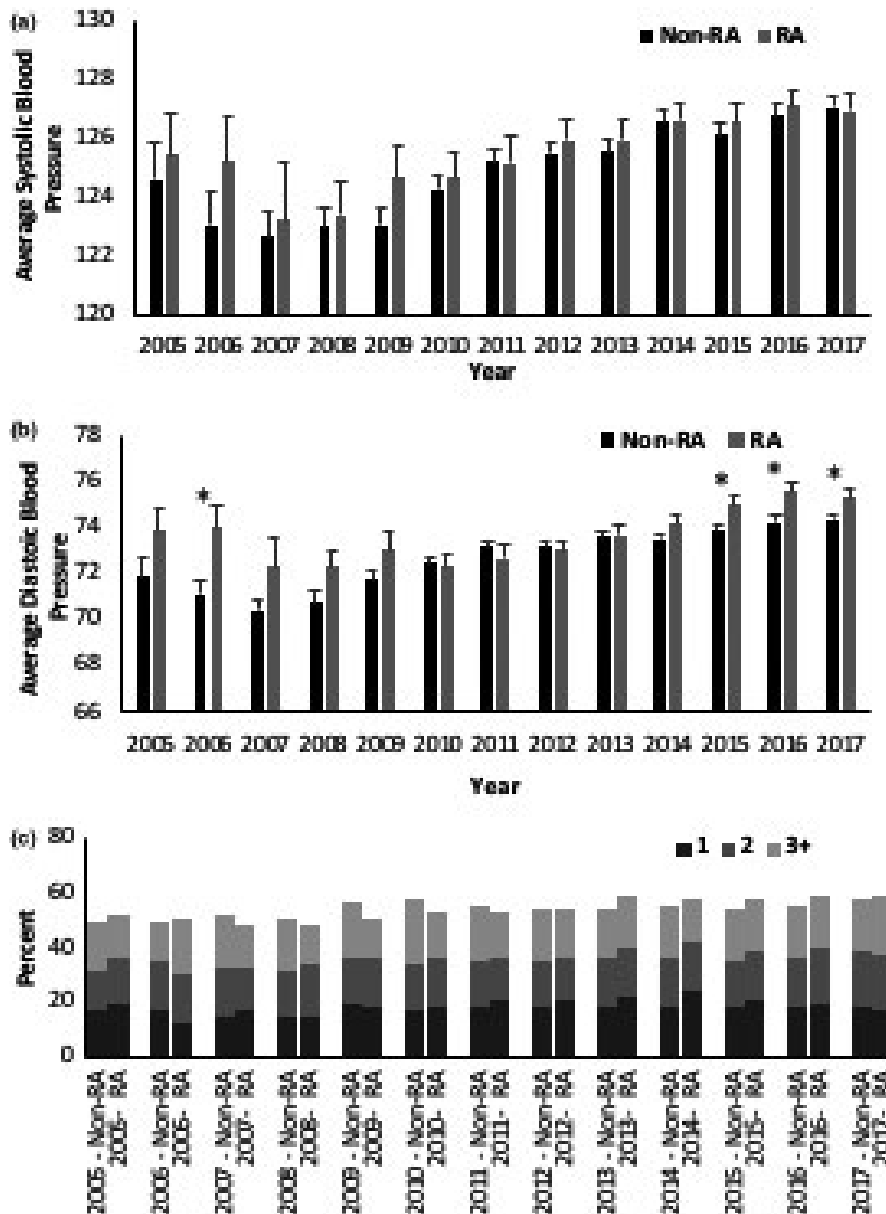 (a)
130
128
126
124
122
120
Average Systolic Blood
Pressure
Non-RA RA
2005 2006 2007 2008 2009 2010 2011 2012 2013 2014 2015 2016 2017
Year
(b)
78
76
74
72
70
68
66
Average Diastoic Blood
Pressure
Non-RA RA
*
*
*
*
2005 2006 2007 2008 2009 2010 2011 2012 2013 2014 2015 2016 2017
Year
(c)
80
60
40
20
0
Percent
1 2 3+
2005 - Non-RA
2005- RA
2006 - Non-RA
2006- RA
2007 - Non-RA
2007- RA
2008 - Non-RA
2008- RA
2009 - Non-RA
2009- RA
2010 - Non-RA
2010- RA
2011 - Non-RA
2011- RA
2012 - Non-RA
2012- RA
2013 - Non-RA
2013- RA
2014 - Non-RA
2014- RA
2015 - Non-RA
2015- RA
2016 - Non-RA
2016- RA
2017 - Non-RA
2017- RA